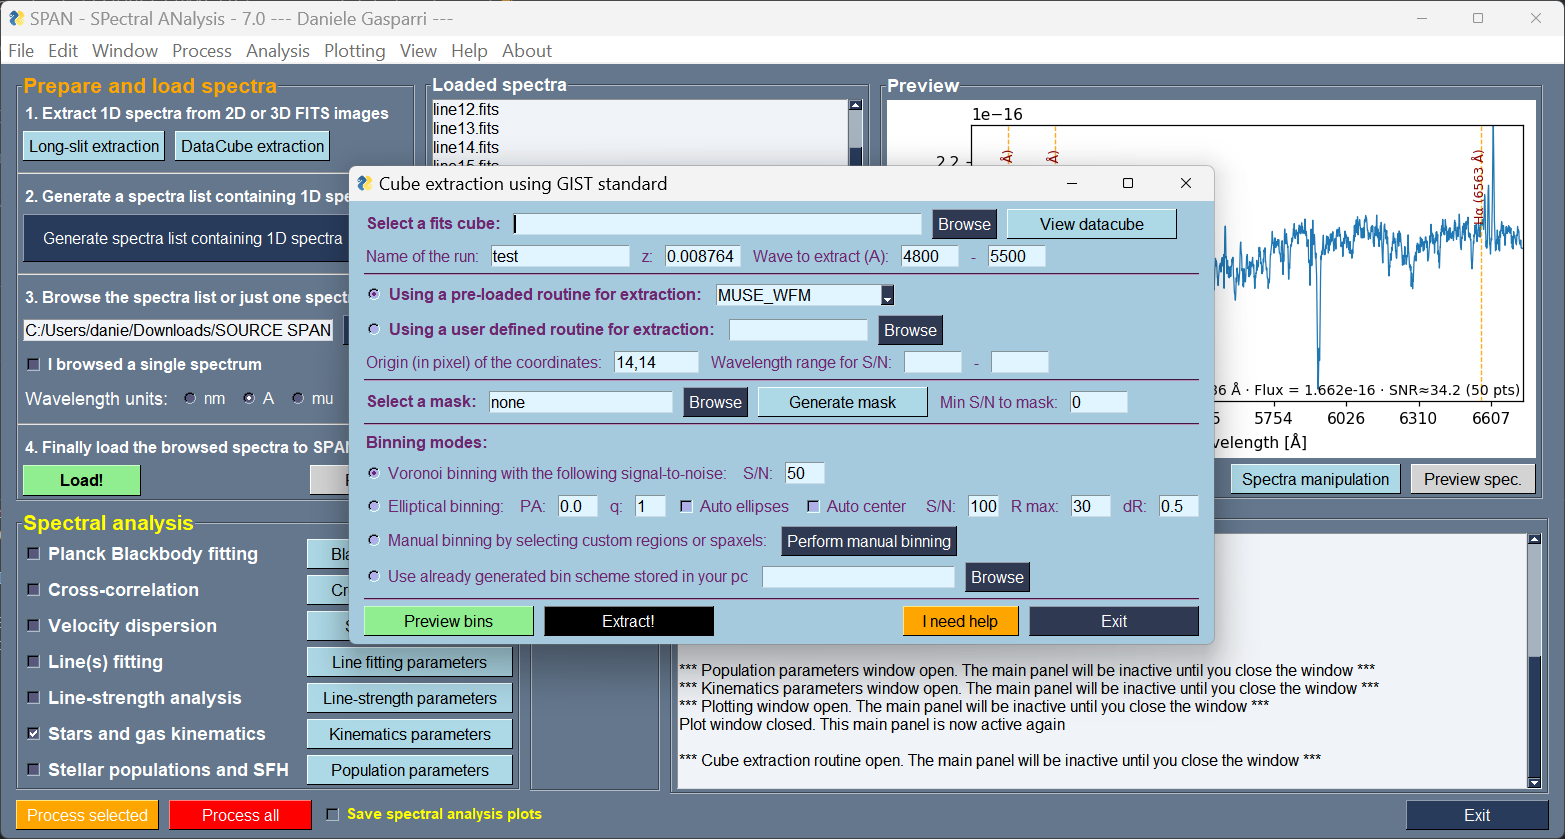 SPAN - SPectral ANalysis - 7.0 --- Daniele Gasparri ---
File Edit Window Process Analysis Plotting View Help About
Prepare and load spectra
1. Extract 1D spectra from 2D or 3D FITS images
Long-slit extraction DataCube extraction
2. Generate a spectra list containing 1D spe
Generate spectra list containing 1D spectra
3. Browse the spectra list or just one spect
C:/Users/danie/Downloads/SOURCE SPAN
I browsed a single spectrum
Wavelength units: nm A mu
4. Finally load the browsed spectra to SPAN
Load!
Loaded spectra
line12.fits
line13.fits
line14.fits
line15.fits
Preview
1e−16
2.2
Å)
Å)
Hα (6563 Å)
86 Å · Flux = 1.662e-16 · SNR≈34.2 (50 pts)
5754 6026 6310 6607
velength [Å]
Spectra manipulation Preview spec.
Cube extraction using GIST standard
Select a fits cube: Browse View datacube
Name of the run: test z: 0.008764 Wave to extract (A): 4800 - 5500
Using a pre-loaded routine for extraction: MUSE_WFM
Using a user defined routine for extraction: Browse
Origin (in pixel) of the coordinates: 14,14 Wavelength range for S/N: -
Select a mask: none Browse Generate mask Min S/N to mask: 0
Binning modes:
Voronoi binning with the following signal-to-noise: S/N: 50
Elliptical binning: PA: 0.0 q: 1 Auto ellipses Auto center S/N: 100 R max: 30 dR: 0.5
Manual binning by selecting custom regions or spaxels: Perform manual binning
Use already generated bin scheme stored in your pc Browse
Preview bins Extract! I need help Exit
Spectral analysis
Planck Blackbody fitting Bla
Cross-correlation Cr
Velocity dispersion S
Line(s) fitting Line fitting parameters
Line-strength analysis Line-strength parameters
Stars and gas kinematics Kinematics parameters
Stellar populations and SFH Population parameters
*** Population parameters window open. The main panel will be inactive until you close the window ***
*** Kinematics parameters window open. The main panel will be inactive until you close the window ***
*** Plotting window open. The main panel will be inactive until you close the window ***
Plot window closed. This main panel is now active again
*** Cube extraction routine open. The main panel will be inactive until you close the window ***
Process selected Process all Save spectral analysis plots Exit